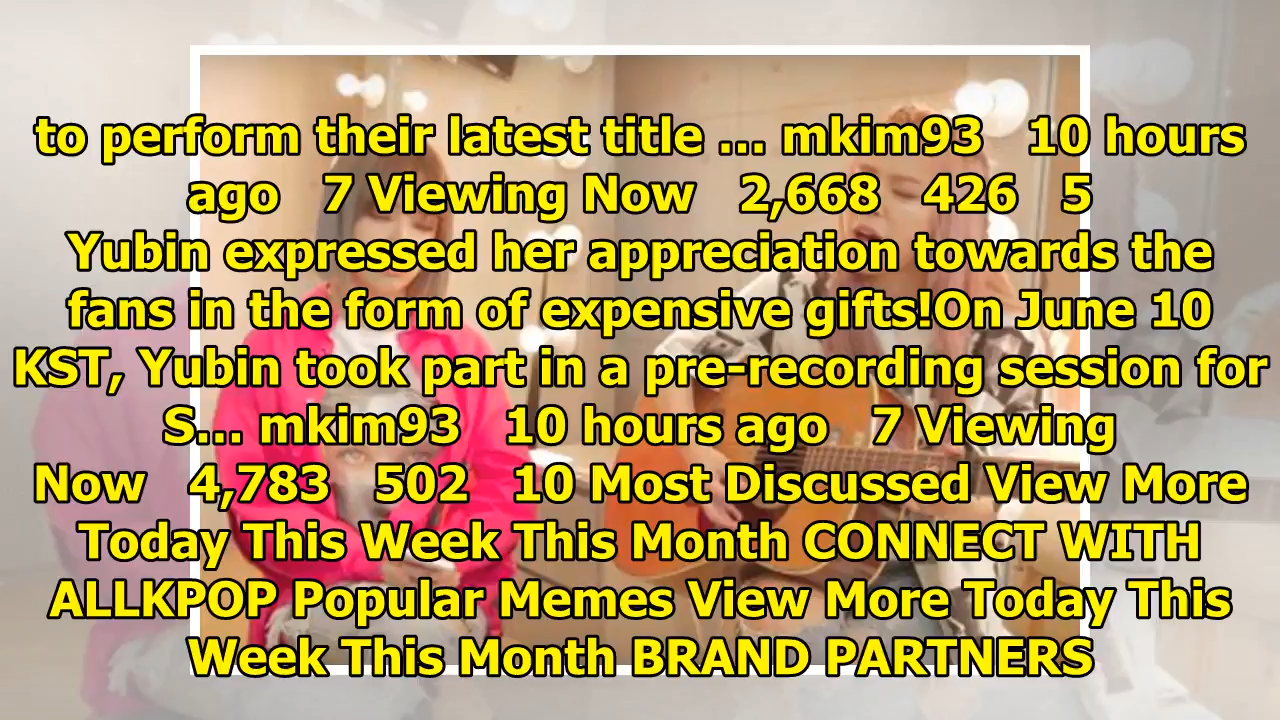 to perform their latest title ... mkim93 10 hours
ago 7 Viewing Now 2,668 426 5
Yubin expressed her appreciation towards the
fans in the form of expensive gifts!On June 10
KST, Yubin took part in a pre-recording session for
S... mkim93 10 hours ago 7 Viewing
Now 4,783 502 10 Most Discussed View More
Today This Week This Month CONNECT WITH
ALLKPOP Popular Memes View More Today This
Week This Month BRAND PARTNERS